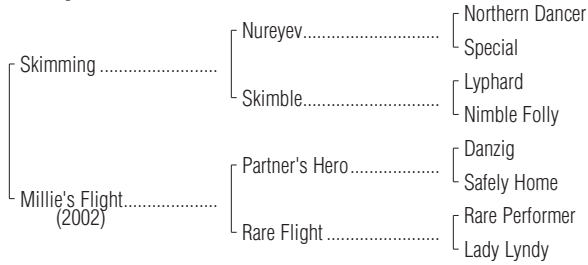 Northern Dancer
Nureyev
Special
Skimming
Lyphard
Skimble
Nimble Folly
Danzig
Partner's Hero
Safely Home
Millie's Flight
(2002)
Rare Performer
Rare Flight
Lady Lyndy